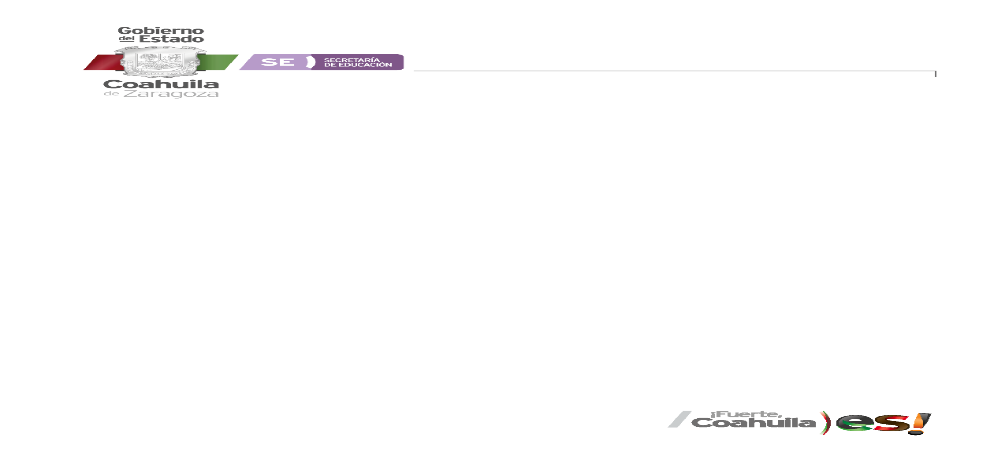 Gobierno
del Estado
SE
SECRETARÍA
DE EDUCACIÓN
Coahuila
de Zaragoza
¡Fuerte,
Coahuila
es!